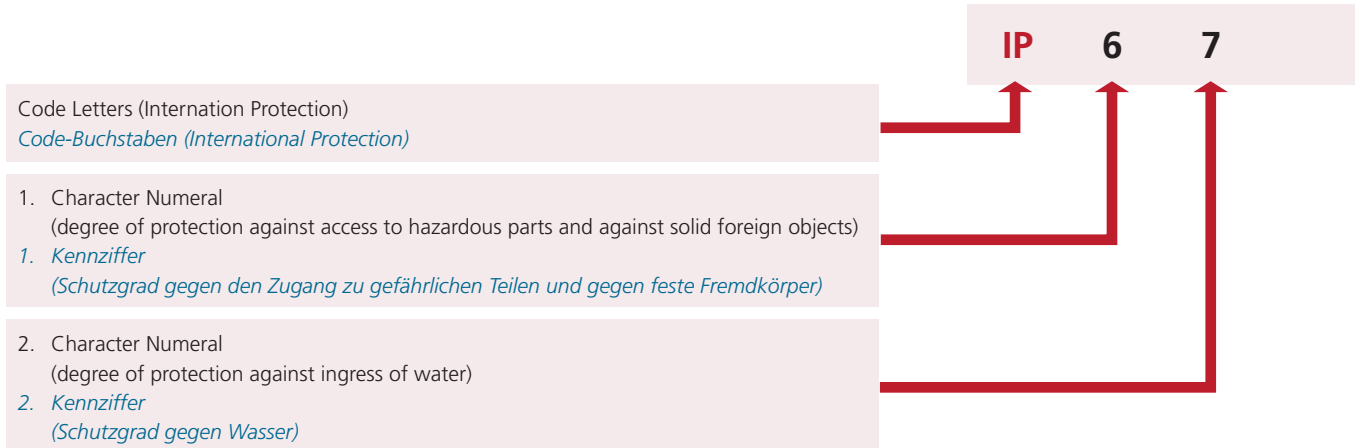 IP 6 7
Code Letters (Internation Protection)
Code-Buchstaben (International Protection)
1. Character Numeral
(degree of protection against access to hazardous parts and against solid foreign objects)
1. Kennziffer
(Schutzgrad gegen den Zugang zu gefährlichen Teilen und gegen feste Fremdkörper)
2. Character Numeral
(degree of protection against ingress of water)
2. Kennziffer
(Schutzgrad gegen Wasser)